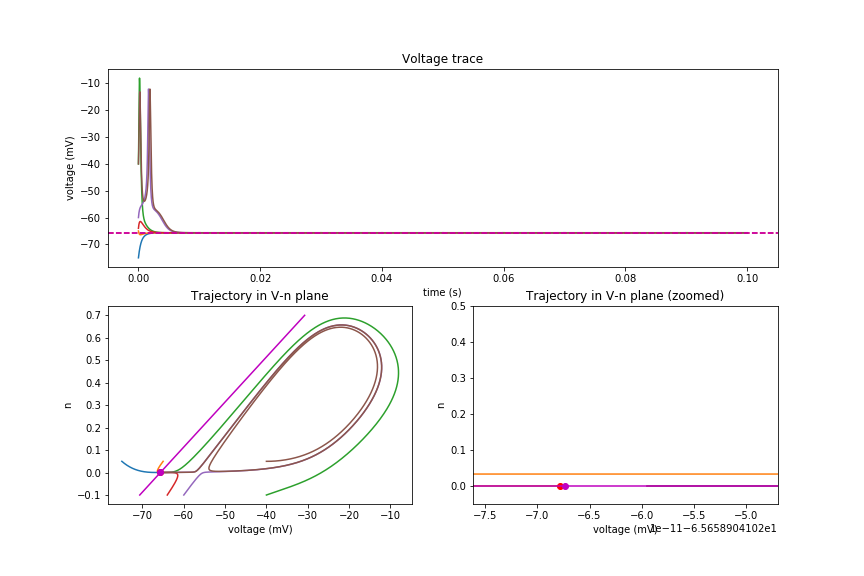 Voltage trace
voltage (mV)
−10
−20
−30
−40
−50
−60
−70
0.00 0.02 0.04 0.06 0.08 0.10
time (s)
Trajectory in V-n plane
n
0.7
0.6
0.5
0.4
0.3
0.2
0.1
0.0
−0.1
−70 −60 −50 −40 −30 −20 −10
voltage (mV)
Trajectory in V-n plane (zoomed)
n
0.5
0.4
0.3
0.2
0.1
0.0
−7.5 −7.0 −6.5 −6.0 −5.5 −5.0
voltage (mV)
1e−11−6.5658904102e1